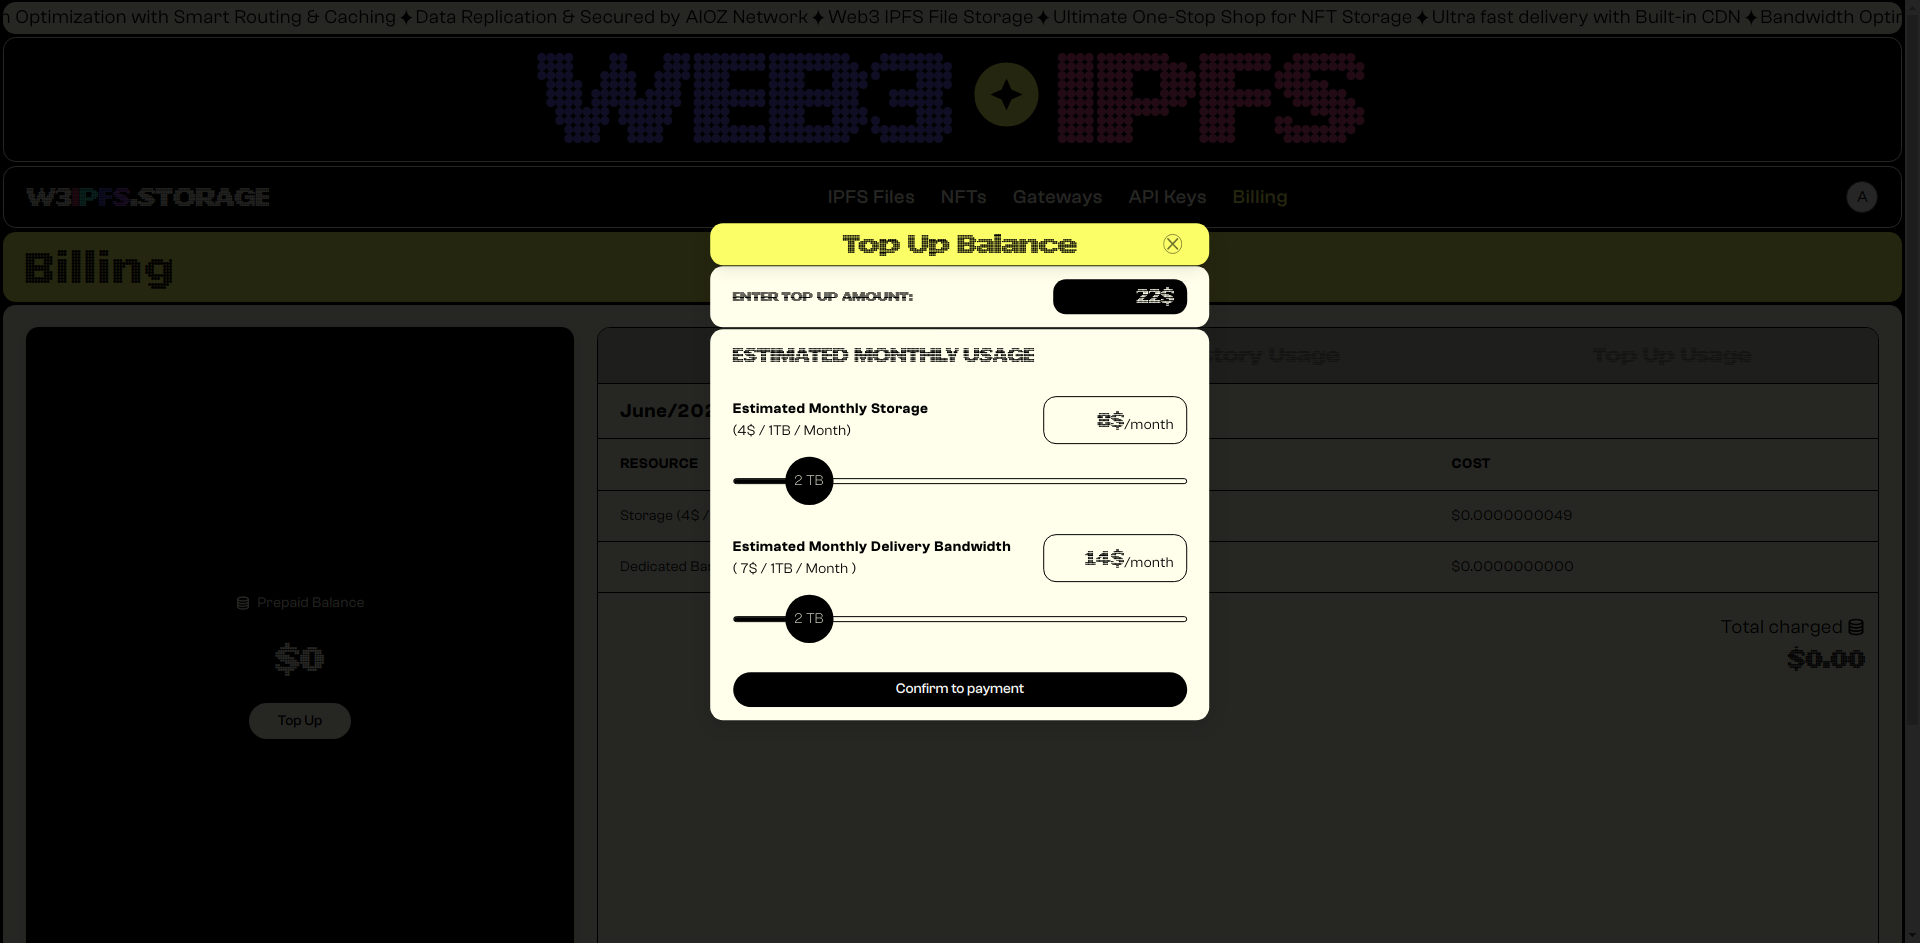 n Optimization with Smart Routing & Caching ✦ Data Replication & Secured by AIOZ Network ✦ Web3 IPFS File Storage ✦ Ultimate One-Stop Shop for NFT Storage ✦ Ultra fast delivery with Built-in CDN ✦ Bandwidth Optin
WEB3 IPFS
W3IPFS.STORAGE
IPFS Files NFTs Gateways API Keys Billing A
Billing
Top Up Balance
ENTER TOP UP AMOUNT: 22$
ESTIMATED MONTHLY USAGE
Estimated Monthly Storage
(4$ / 1TB / Month)
8$/month
2 TB
Estimated Monthly Delivery Bandwidth
( 7$ / 1TB / Month )
14$/month
2 TB
Confirm to payment
Prepaid Balance
$0
Top Up
story Usage Top Up Usage
June/202
RESOURCE COST
Storage (4$ / $0.0000000049
Dedicated Ba $0.0000000000
Total charged
$0.00